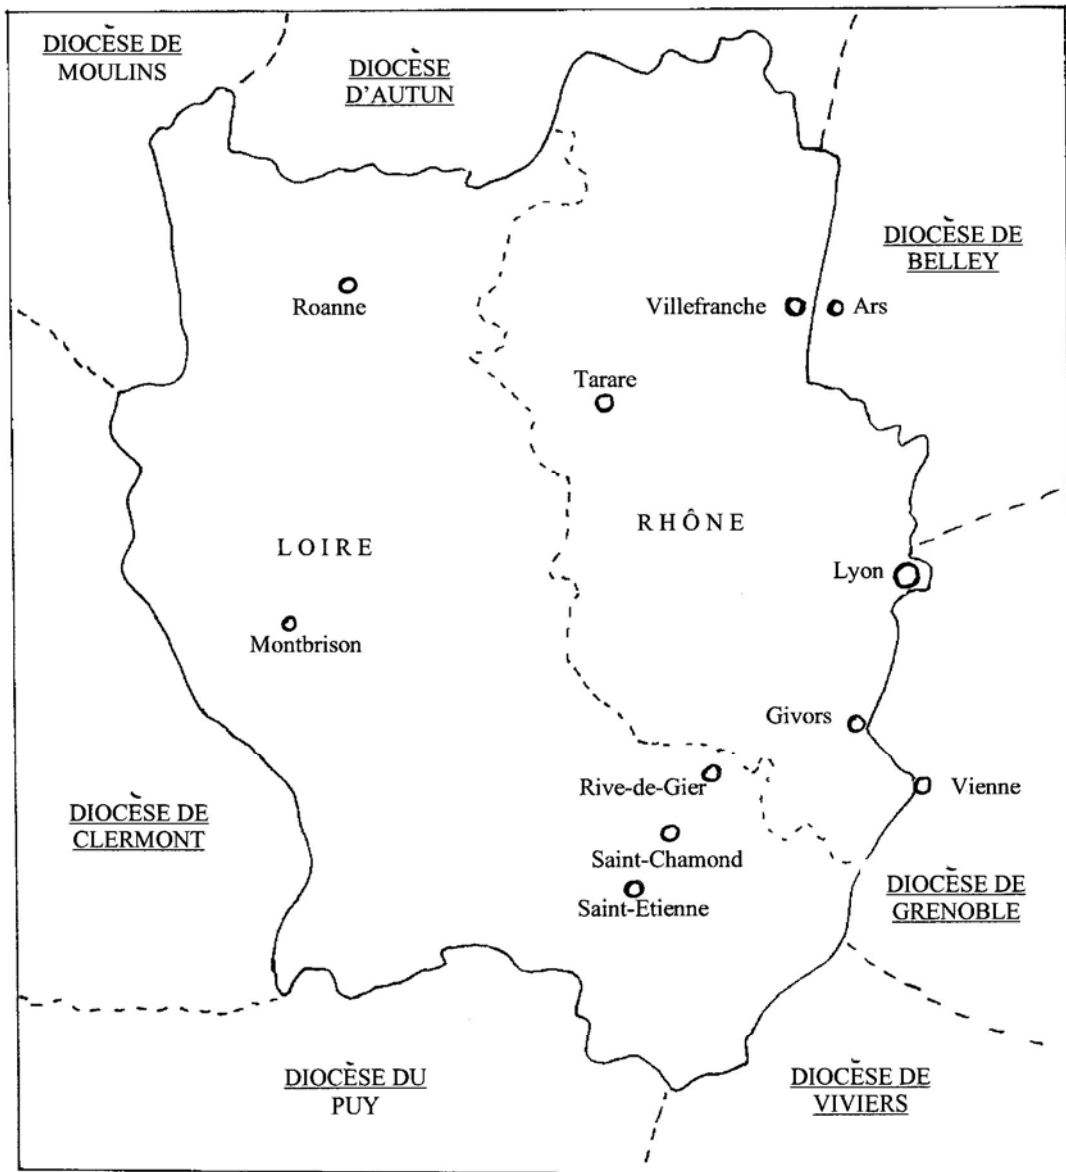 DIOCÈSE DE
MOULINS
DIOCÈSE
D'AUTUN
DIOCÈSE DE
BELLEY
Roanne
Villefranche
Ars
Tarare
RHÔNE
LOIRE
Lyon
Montbrison
Givors
Rive-de-Gier
Vienne
DIOCÈSE DE
CLERMONT
Saint-Chamond
DIOCÈSE DE
GRENOBLE
Saint-Etienne
DIOCÈSE DU
PUY
DIOCÈSE DE
VIVIERS